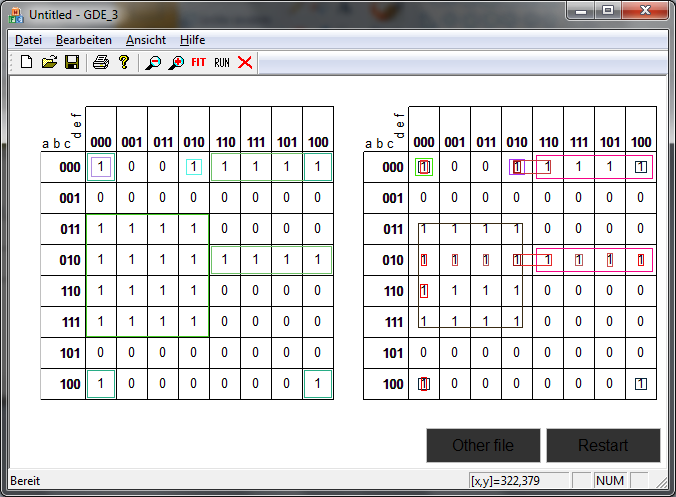 Untitled - GDE_3
Datei Bearbeiten Ansicht Hilfe
FIT RUN
d e f d e f
a b c 000 001 011 010 110 111 101 100 a b c 000 001 011 010 110 111 101 100
000 1 0 0 1 1 1 1 1 000 1 0 0 1 1 1 1 1
001 0 0 0 0 0 0 0 0 001 0 0 0 0 0 0 0 0
011 1 1 1 1 0 0 0 0 011 1 1 1 1 0 0 0 0
010 1 1 1 1 1 1 1 1 010 1 1 1 1 1 1 1 1
110 1 1 1 1 0 0 0 0 110 1 1 1 1 0 0 0 0
111 1 1 1 1 0 0 0 0 111 1 1 1 1 0 0 0 0
101 0 0 0 0 0 0 0 0 101 0 0 0 0 0 0 0 0
100 1 0 0 0 0 0 0 1 100 1 0 0 0 0 0 0 1
Other file Restart
Bereit [x,y]=322,379 NUM